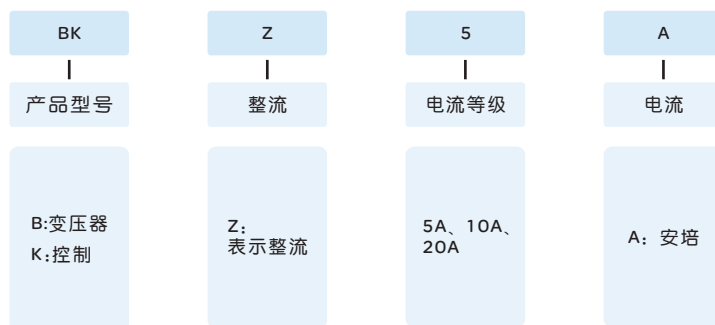 BK
Z
5
A
产品型号
整流
电流等级
电流
B:变压器
K:控制
Z：
表示整流
5A、10A、
20A
A：安培